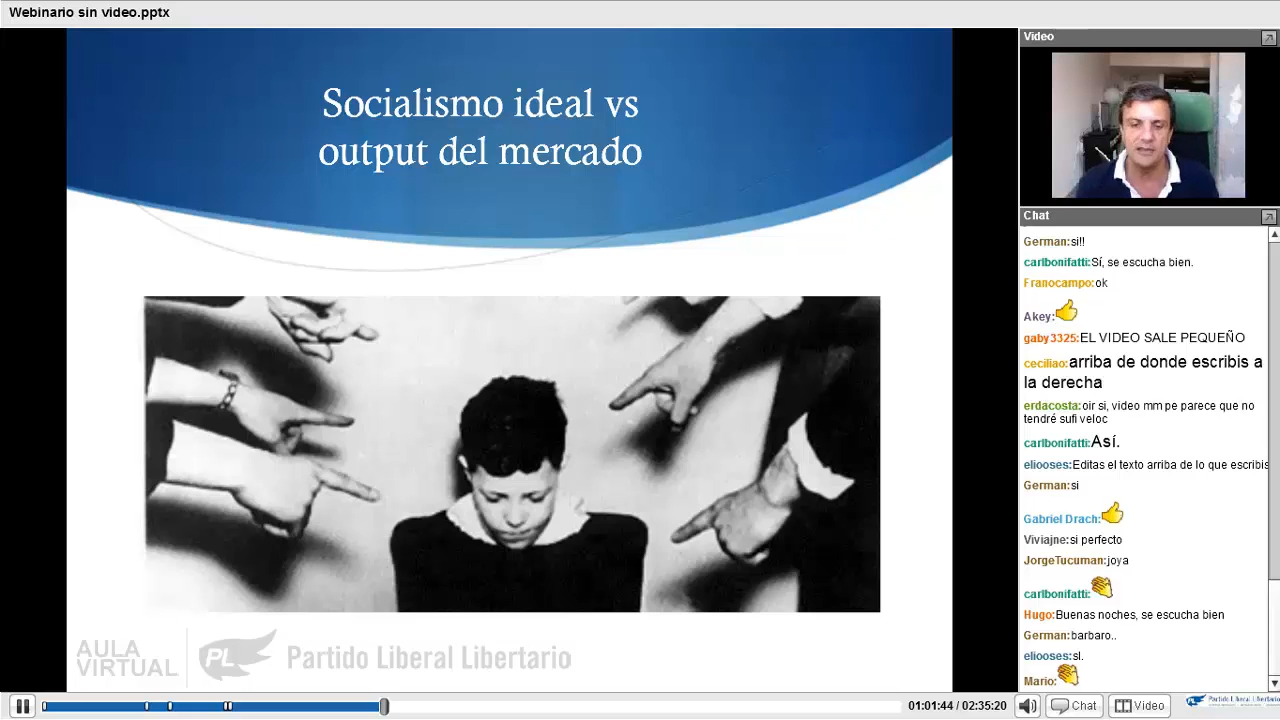 Webinario sin video.pptx
Socialismo ideal vs
output del mercado
AULA
VIRTUAL
PL
Partido Liberal Libertario
Video
Chat
German:si!!
carlbonifatti:Sí, se escucha bien.
Franocampo:ok
Akey:
gaby3325:EL VIDEO SALE PEQUEÑO
ceciliao:arriba de donde escribis a
la derecha
erdacosta:oir si, video mm pe parece que no
tendré sufi veloc
carlbonifatti:Así.
eliooses:Editas el texto arriba de lo que escribis
German:si
Gabriel Drach:
Viviajne:si perfecto
JorgeTucuman:joya
carlbonifatti:
Hugo:Buenas noches, se escucha bien
German:barbaro..
eliooses:sI.
Mario:
01:01:44 / 02:35:20
Chat
Video
Partido Liberal Libertario